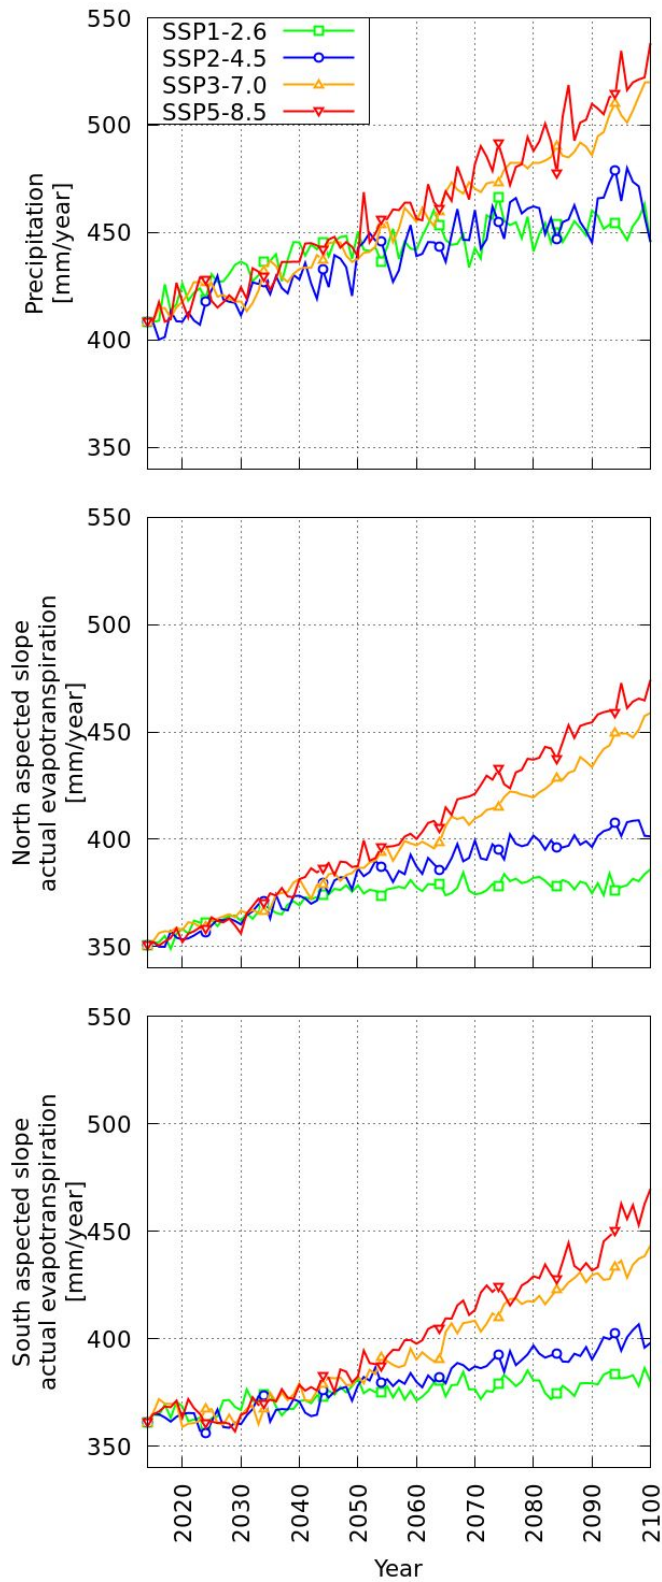 550
500
450
400
350
Precipitation
[mm/year]
SSP1-2.6
SSP2-4.5
SSP3-7.0
SSP5-8.5
550
500
450
400
350
North aspected slope
actual evapotranspiration
[mm/year]
550
500
450
400
350
South aspected slope
actual evapotranspiration
[mm/year]
2020
2030
2040
2050
2060
2070
2080
2090
2100
Year